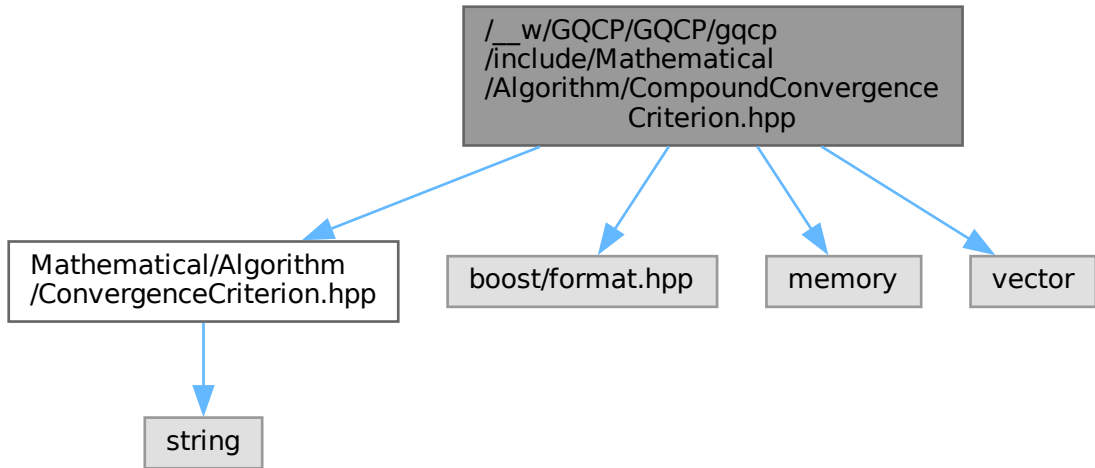 /__w/GQCP/GQCP/gqcp
/include/Mathematical
/Algorithm/CompoundConvergence
Criterion.hpp
Mathematical/Algorithm
/ConvergenceCriterion.hpp
boost/format.hpp
memory
vector
string